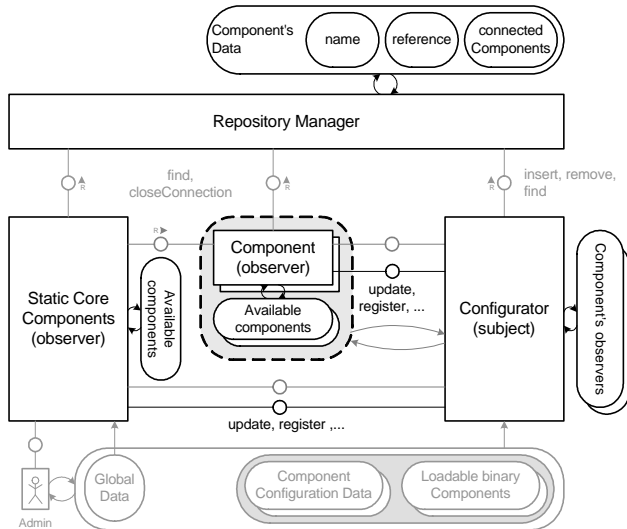 Component's
Data
name
reference
connected
Components
Repository Manager
find,
closeConnection
R
R
R
insert, remove,
find
R
Static Core
Components
(observer)
Available
components
Component
(observer)
Available
components
update,
register, ...
Configurator
(subject)
Component's observers
update, register ,...
Admin
Global
Data
Component
Configuration Data
Loadable binary
Components